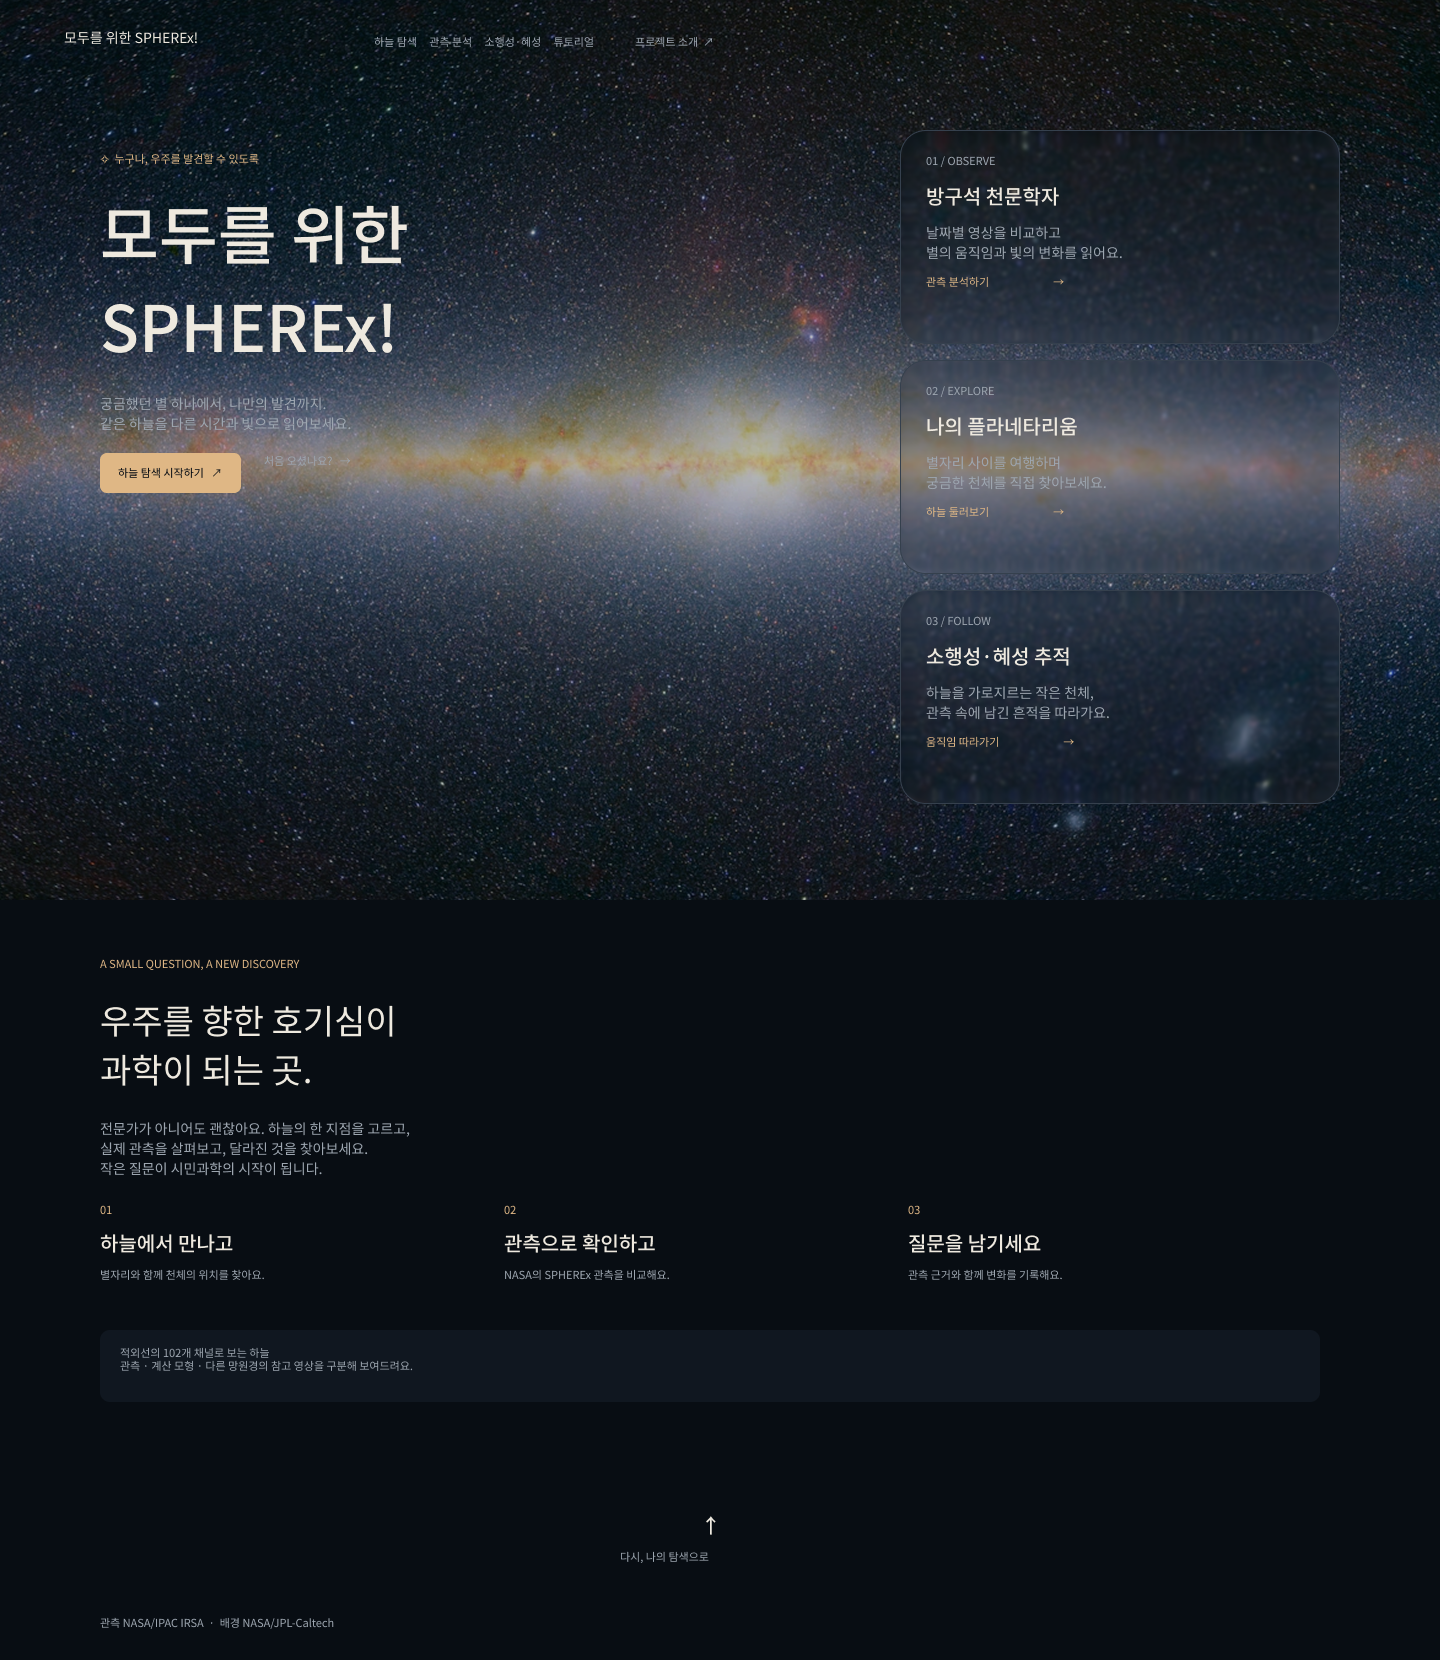 모두를 위한 SPHEREx!
하늘 탐색 관측·분석 소행성·혜성 튜토리얼 프로젝트 소개 ↗
✧ 누구나, 우주를 발견할 수 있도록
모두를 위한
SPHEREx!
궁금했던 별 하나에서, 나만의 발견까지.
같은 하늘을 다른 시간과 빛으로 읽어보세요.
하늘 탐색 시작하기 ↗
처음 오셨나요? →
01 / OBSERVE
방구석 천문학자
날짜별 영상을 비교하고
별의 움직임과 빛의 변화를 읽어요.
관측 분석하기 →
02 / EXPLORE
나의 플라네타리움
별자리 사이를 여행하며
궁금한 천체를 직접 찾아보세요.
하늘 둘러보기 →
03 / FOLLOW
소행성·혜성 추적
하늘을 가로지르는 작은 천체,
관측 속에 남긴 흔적을 따라가요.
움직임 따라가기 →
A SMALL QUESTION, A NEW DISCOVERY
우주를 향한 호기심이
과학이 되는 곳.
전문가가 아니어도 괜찮아요. 하늘의 한 지점을 고르고,
실제 관측을 살펴보고, 달라진 것을 찾아보세요.
작은 질문이 시민과학의 시작이 됩니다.
01
하늘에서 만나고
별자리와 함께 천체의 위치를 찾아요.
02
관측으로 확인하고
NASA의 SPHEREx 관측을 비교해요.
03
질문을 남기세요
관측 근거와 함께 변화를 기록해요.
적외선의 102개 채널로 보는 하늘
관측 · 계산 모형 · 다른 망원경의 참고 영상을 구분해 보여드려요.
↑
다시, 나의 탐색으로
관측 NASA/IPAC IRSA · 배경 NASA/JPL-Caltech